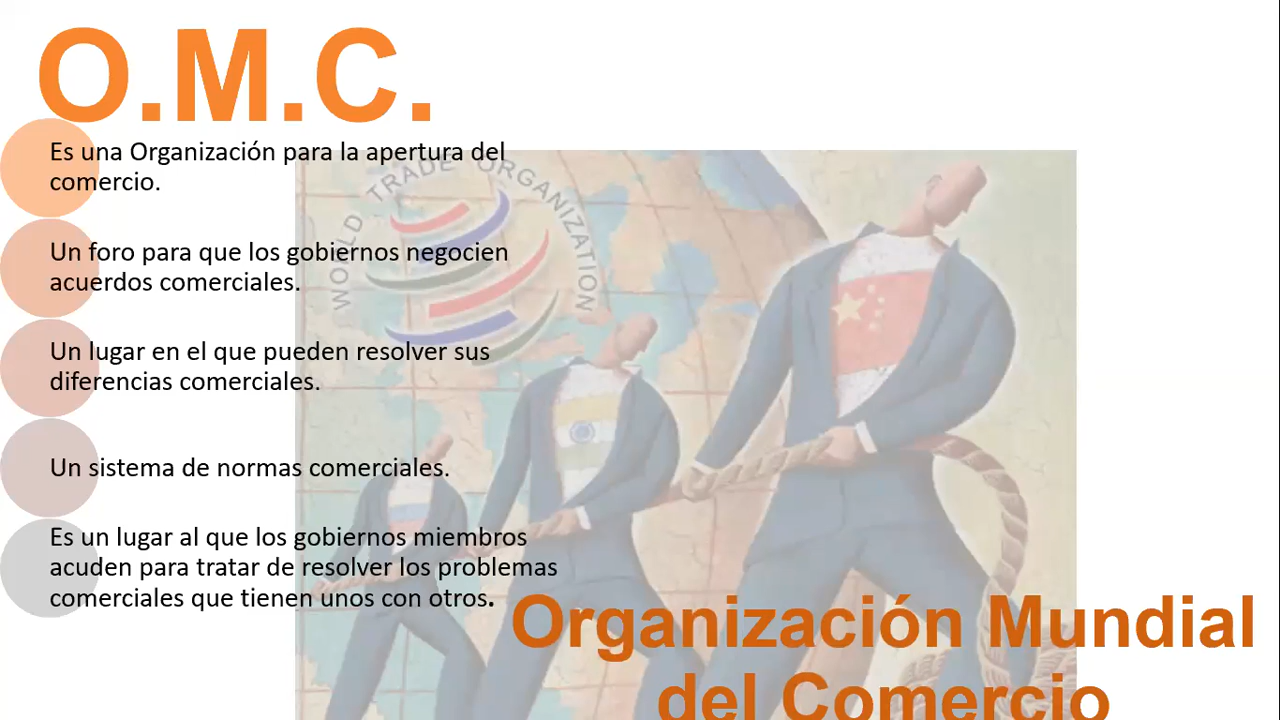 O.M.C.
Es una Organización para la apertura del
comercio.
WORLD TRADE ORGANIZATION
Un foro para que los gobiernos negocien
acuerdos comerciales.
Un lugar en el que pueden resolver sus
diferencias comerciales.
Un sistema de normas comerciales.
Es un lugar al que los gobiernos miembros
acuden para tratar de resolver los problemas
comerciales que tienen unos con otros.
Organización Mundial
del Comercio